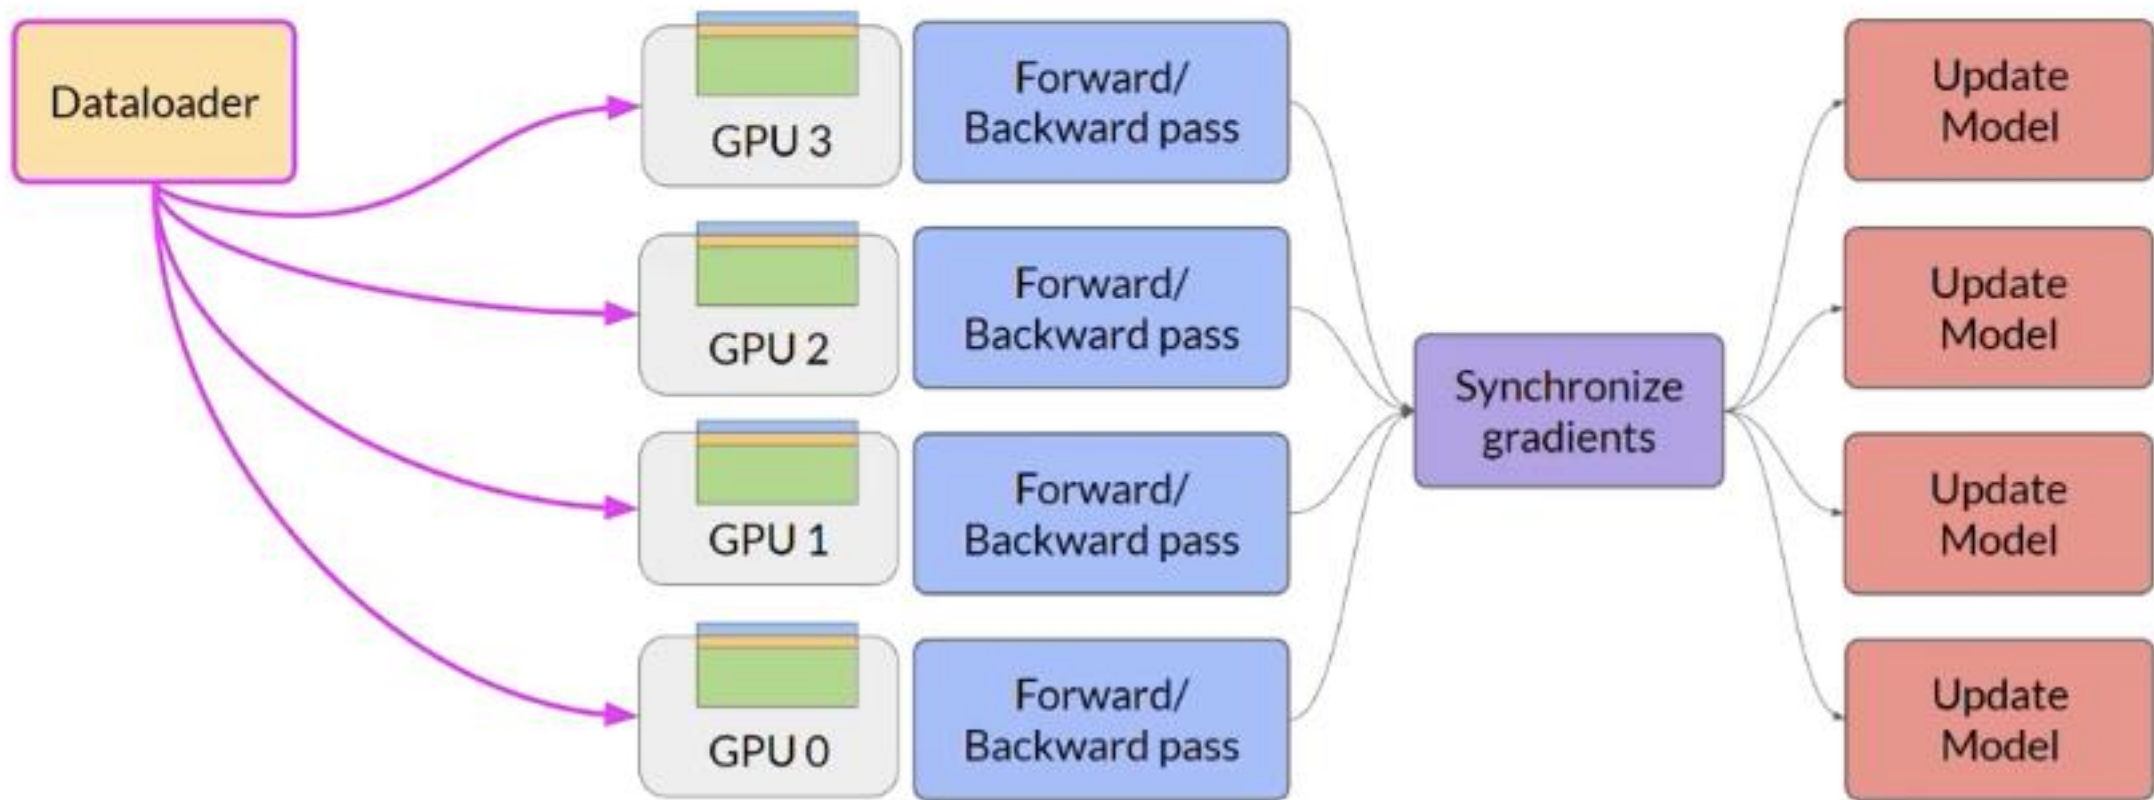 Dataloader
GPU 3
Forward/
Backward pass
Update
Model
GPU 2
Forward/
Backward pass
Update
Model
Synchronize
gradients
GPU 1
Forward/
Backward pass
Update
Model
GPU 0
Forward/
Backward pass
Update
Model